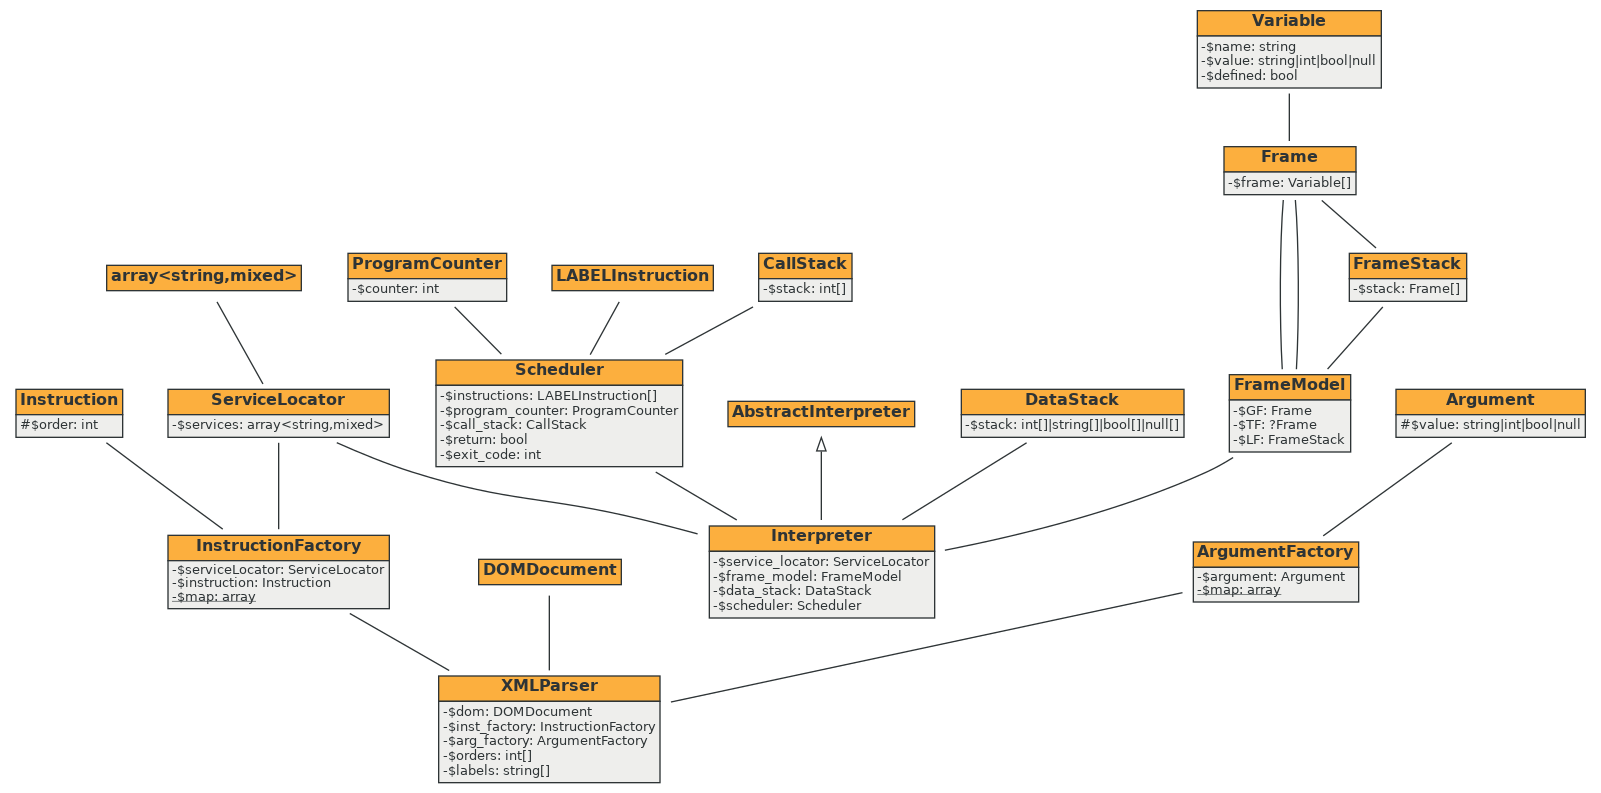 Variable
-$name: string
-$value: string|int|bool|null
-$defined: bool
Frame
-$frame: Variable[]
array<string,mixed>
ProgramCounter
-$counter: int
LABELInstruction
CallStack
-$stack: int[]
FrameStack
-$stack: Frame[]
Instruction
#$order: int
ServiceLocator
-$services: array<string,mixed>
Scheduler
-$instructions: LABELInstruction[]
-$program_counter: ProgramCounter
-$call_stack: CallStack
-$return: bool
-$exit_code: int
AbstractInterpreter
DataStack
-$stack: int[]|string[]|bool[]|null[]
FrameModel
-$GF: Frame
-$TF: ?Frame
-$LF: FrameStack
Argument
#$value: string|int|bool|null
InstructionFactory
-$serviceLocator: ServiceLocator
-$instruction: Instruction
-$map: array
DOMDocument
Interpreter
-$service_locator: ServiceLocator
-$frame_model: FrameModel
-$data_stack: DataStack
-$scheduler: Scheduler
ArgumentFactory
-$argument: Argument
-$map: array
XMLParser
-$dom: DOMDocument
-$inst_factory: InstructionFactory
-$arg_factory: ArgumentFactory
-$orders: int[]
-$labels: string[]